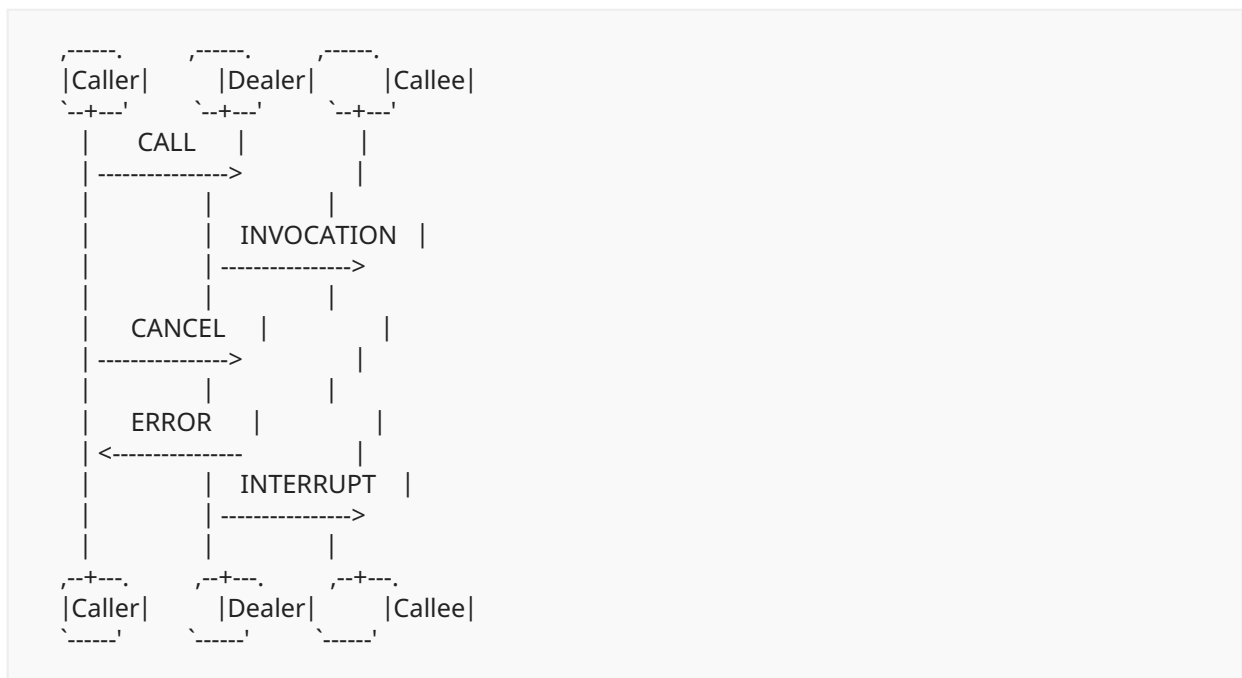 ,------.          ,------.          ,------.
|Caller|          |Dealer|          |Callee|
`--+---'          `--+---'          `--+---'
   |       CALL      |                 |
   | ---------------->                 |
   |                 |                 |
   |                 |    INVOCATION   |
   |                 | ---------------->
   |                 |                 |
   |      CANCEL     |                 |
   | ---------------->                 |
   |                 |                 |
   |      ERROR      |                 |
   | <----------------                 |
   |                 |    INTERRUPT    |
   |                 | ---------------->
   |                 |                 |
,--+---.          ,--+---.          ,--+---.
|Caller|          |Dealer|          |Callee|
`------'          `------'          `------'